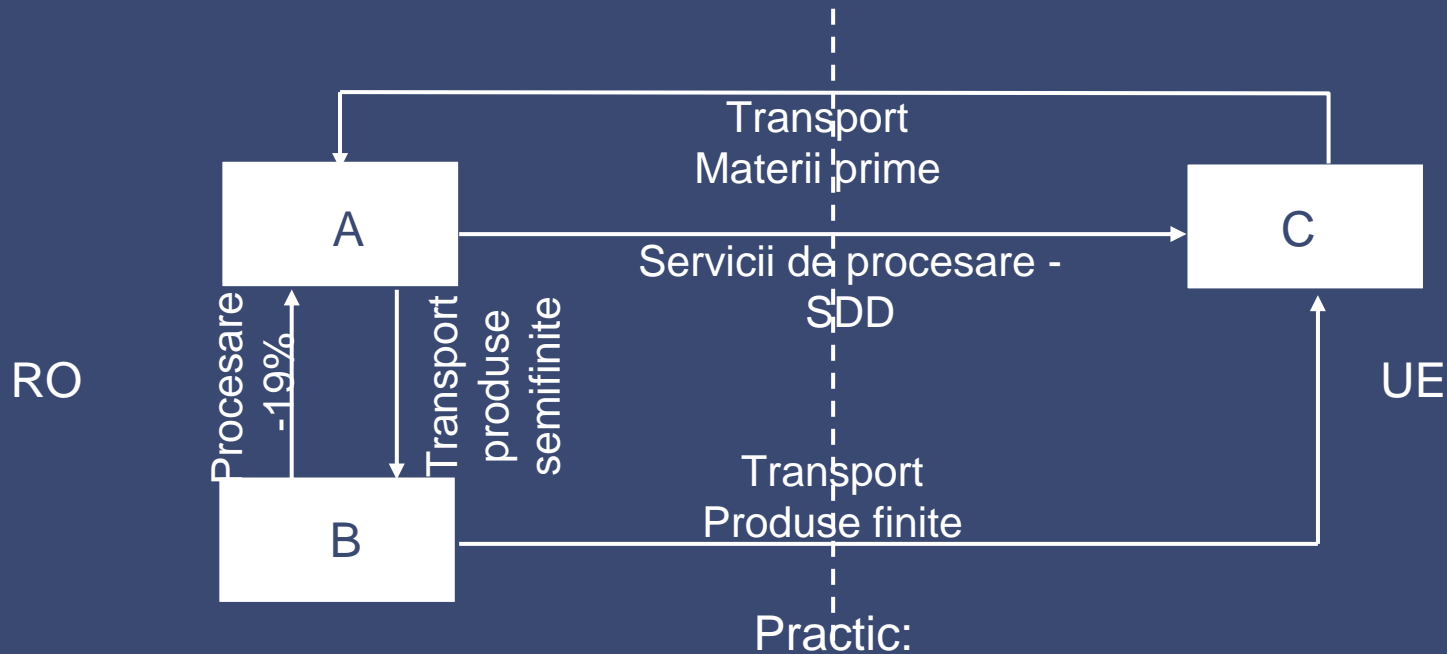 Transport
Materii prime
A
C
Servicii de procesare -
SDD
Procesare
-19%
Transport
produse
semifinite
RO
UE
Transport
Produse finite
B
Practic: